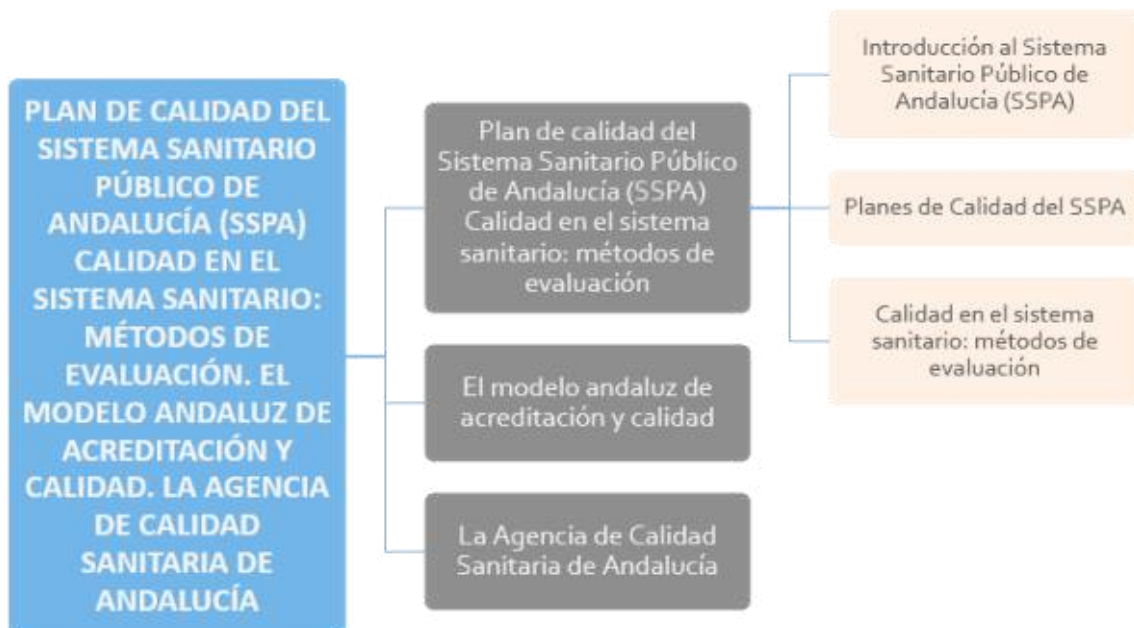 PLAN DE CALIDAD DEL
SISTEMA SANITARIO
PÚBLICO DE
ANDALUCÍA (SSPA)
CALIDAD EN EL
SISTEMA SANITARIO:
MÉTODOS DE
EVALUACIÓN. EL
MODELO ANDALUZ DE
ACREDITACIÓN Y
CALIDAD. LA AGENCIA
DE CALIDAD
SANITARIA DE
ANDALUCÍA
Plan de calidad del
Sistema Sanitario Público
de Andalucía (SSPA)
Calidad en el sistema
sanitario: métodos de
evaluación
El modelo andaluz de
acreditación y calidad
La Agencia de Calidad
Sanitaria de Andalucía
Introducción al Sistema
Sanitario Público de
Andalucía (SSPA)
Planes de Calidad del SSPA
Calidad en el sistema
sanitario: métodos de
evaluación